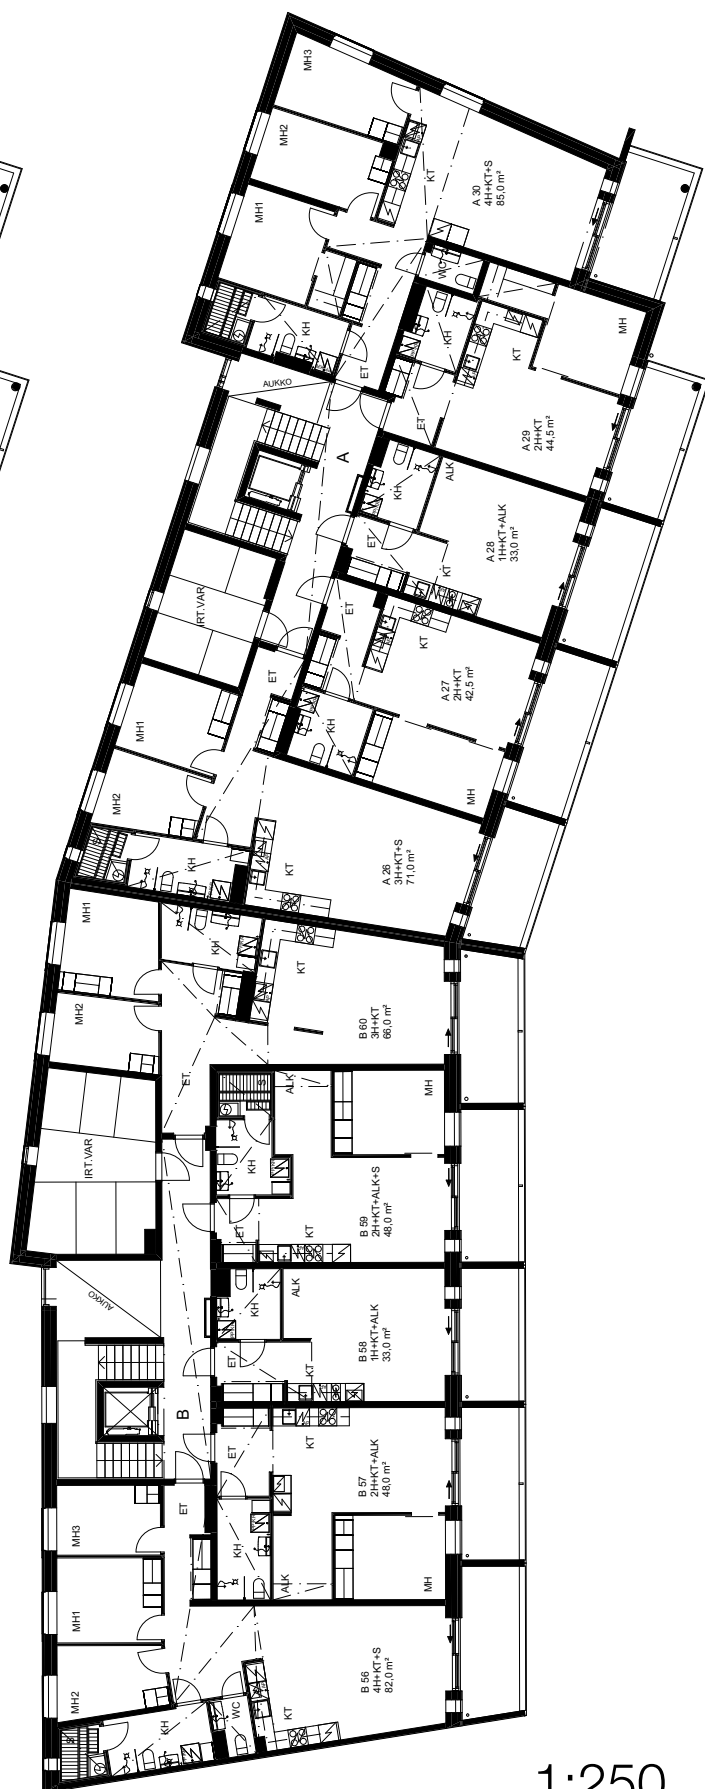 MH3
MH2
MH1
KT
A 30
4H+KT+S
85,0 m²
WC
KH
ET
KH
KT
MH
AUKKO
ET
A 29
2H+KT
44,5 m²
A
KH
ALK
ET
A 28
1H+KT+ALK
33,0 m²
KT
IRT.VAR
ET
KT
A 27
2H+KT
42,5 m²
ET
KH
MH
MH1
MH2
S
KH
KT
A 26
3H+KT+S
71,0 m²
MH1
KH
KT
MH2
B 60
3H+KT
66,0 m²
ET
S
ALK
MH
IRT.VAR
KH
B 59
2H+KT+ALK+S
48,0 m²
ET
KT
AUKKO
KH
ALK
B 58
1H+KT+ALK
33,0 m²
ET
KT
B
ET
KT
B 57
2H+KT+ALK
48,0 m²
ET
MH3
KH
ALK
MH
MH1
B 56
4H+KT+S
82,0 m²
MH2
WC
KT
S
KH
1:250